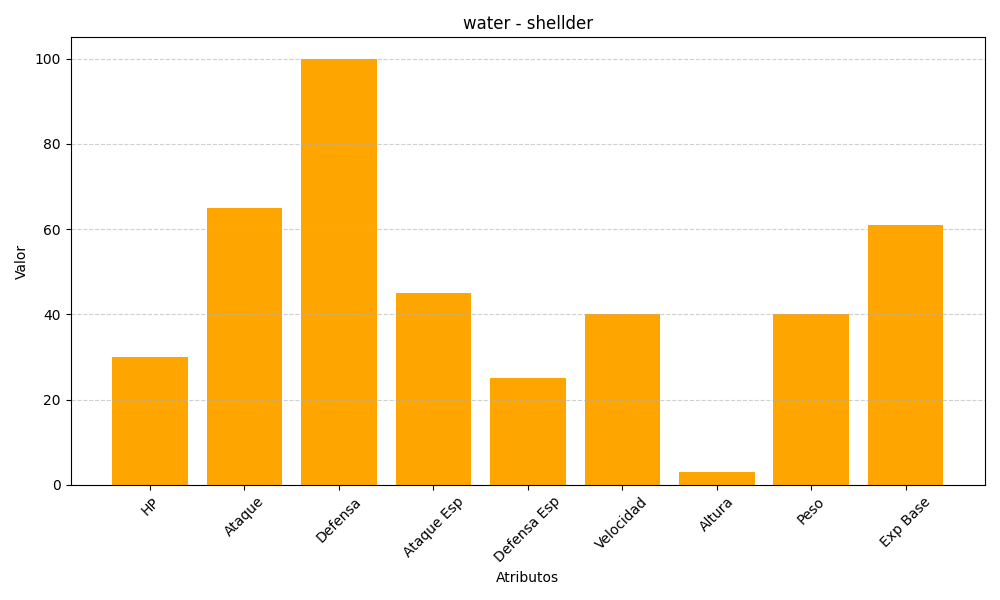 water - shellder
Valor
100
80
60
40
20
0
HP
Ataque
Defensa
Ataque Esp
Defensa Esp
Velocidad
Altura
Peso
Exp Base
Atributos